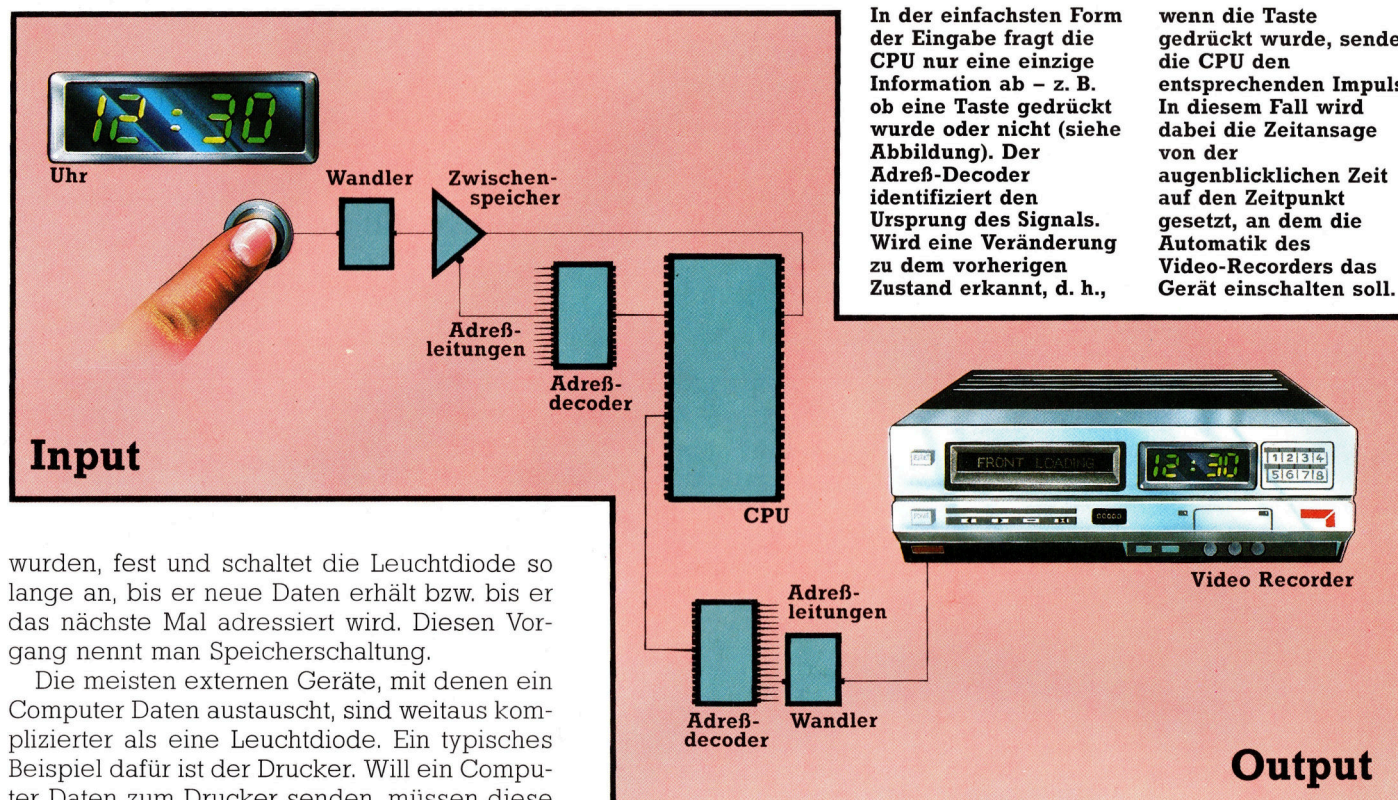 In der einfachsten Form
der Eingabe fragt die
CPU nur eine einzige
Information ab – z. B.
ob eine Taste gedrückt
wurde oder nicht (siehe
Abbildung). Der
Adreß-Decoder
identifiziert den
Ursprung des Signals.
Wird eine Veränderung
zu dem vorherigen
Zustand erkannt, d. h.,
wenn die Taste
gedrückt wurde, sende
die CPU den
entsprechenden Impuls
In diesem Fall wird
dabei die Zeitansage
von der
augenblicklichen Zeit
auf den Zeitpunkt
gesetzt, an dem die
Automatik des
Video-Recorders das
Gerät einschalten soll.
12:30
Uhr
Wandler
Zwischen-
speicher
Adreß-
leitungen
Adreß-
decoder
CPU
Input
FRONT LOADING
12:30
1 2 3 4
5 6 7 8
Video Recorder
Adreß-
leitungen
Adreß-
decoder
Wandler
Output
wurden, fest und schaltet die Leuchtdiode so
lange an, bis er neue Daten erhält bzw. bis er
das nächste Mal adressiert wird. Diesen Vor-
gang nennt man Speicherschaltung.
Die meisten externen Geräte, mit denen ein
Computer Daten austauscht, sind weitaus kom-
plizierter als eine Leuchtdiode. Ein typisches
Beispiel dafür ist der Drucker. Will ein Compu-
ter Daten zum Drucker senden, müssen diese